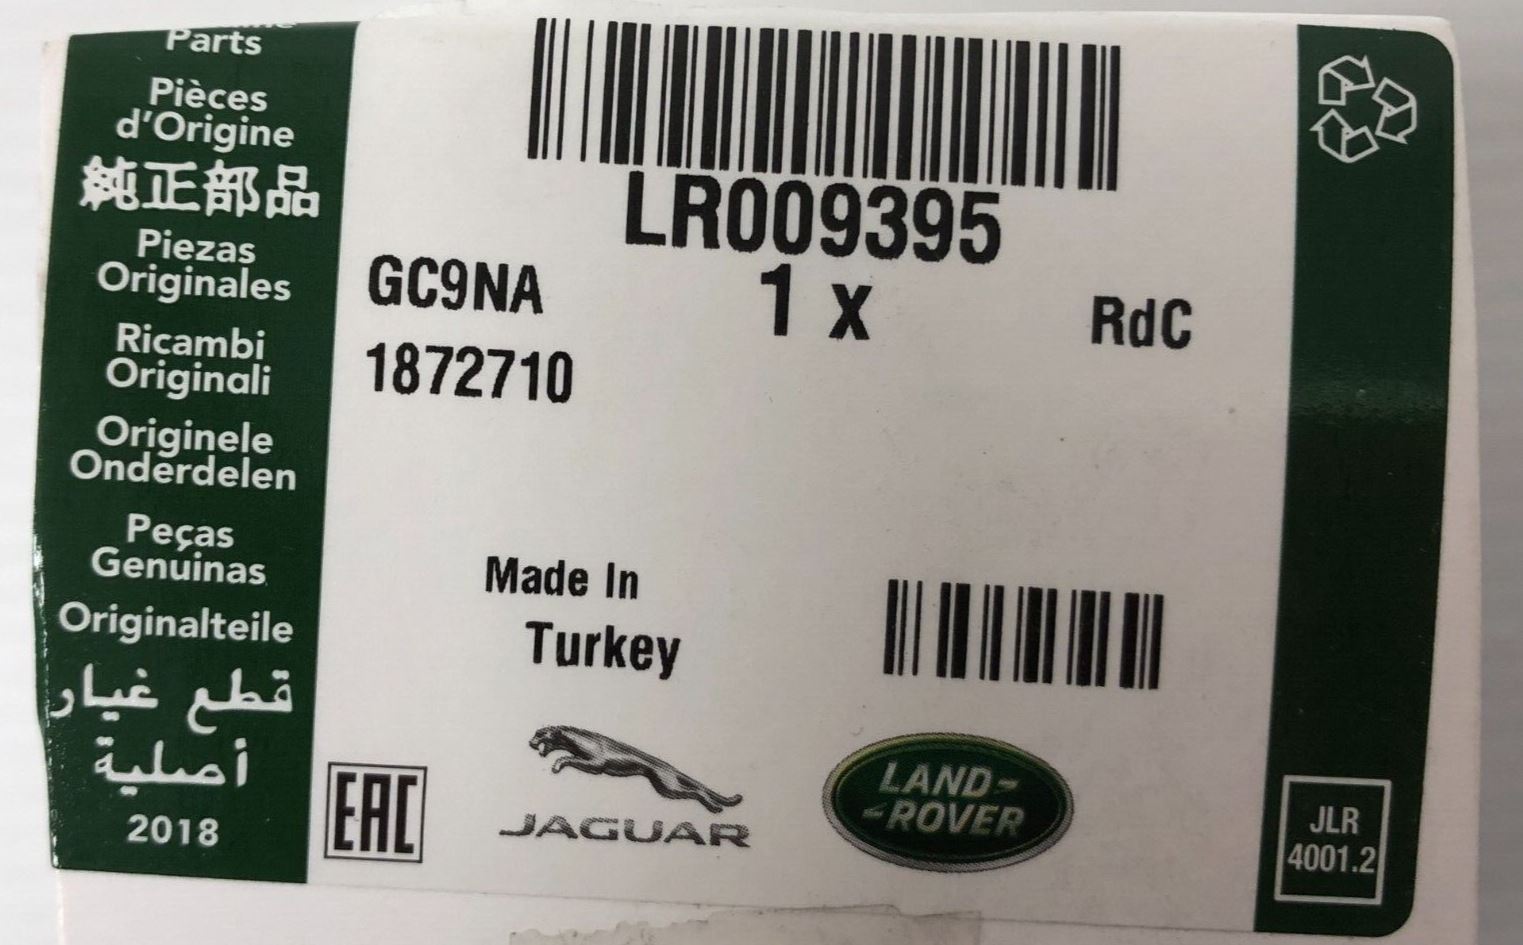 Parts
Pièces
d'Origine
純正部品
Piezas
Originales
Ricambi
Originali
Originele
Onderdelen
Peças
Genuinas
Originalteile
قطع غيار
أصلية
2018
LR009395
GC9NA
1 x
RdC
1872710
Made In
Turkey
EAC
JAGUAR
LAND-
-ROVER
JLR
4001.2